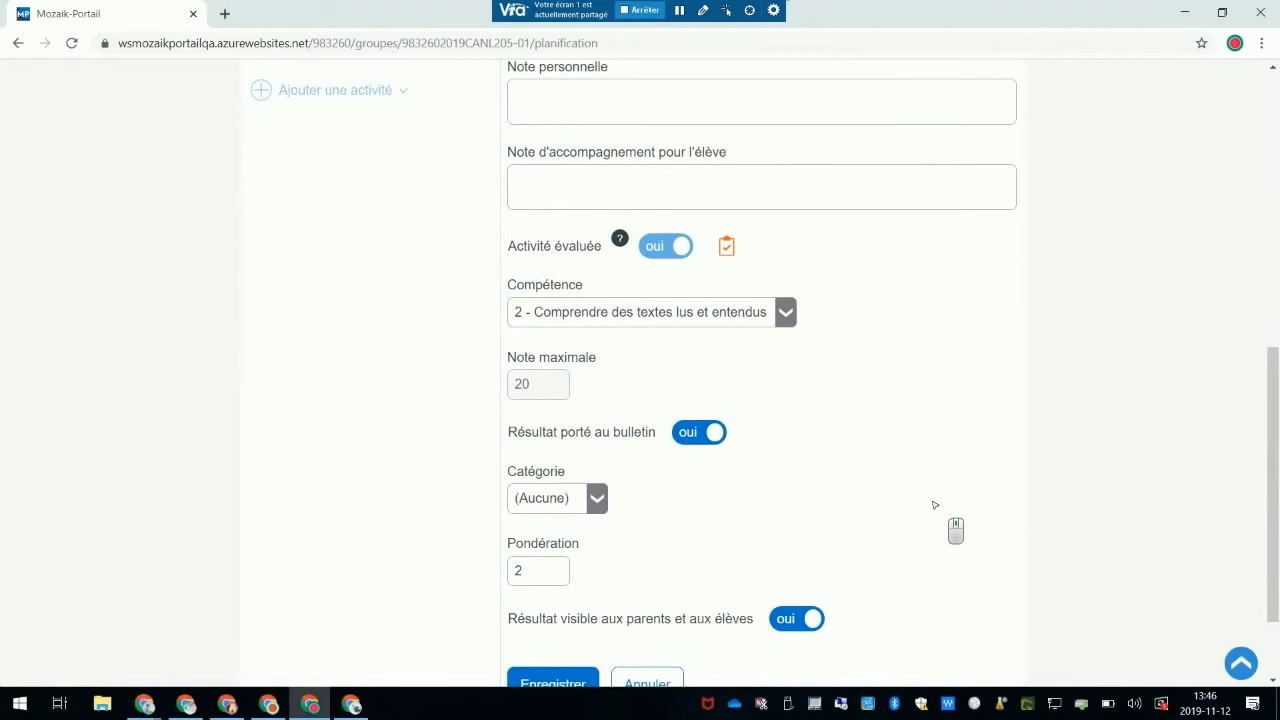 Mozaïk-Portail
Via
Votre écran 1 est
actuellement partagé
Arrêter
wsmozaikportailqa.azurewebsites.net/983260/groupes/9832602019CANL205-01/planification
Ajouter une activité
Note personnelle
Note d'accompagnement pour l'élève
Activité évaluée
?
oui
Compétence
2 - Comprendre des textes lus et entendus
Note maximale
20
Résultat porté au bulletin
oui
Catégorie
(Aucune)
Pondération
2
Résultat visible aux parents et aux élèves
oui
Enregistrer
Annuler
13:46
2019-11-12